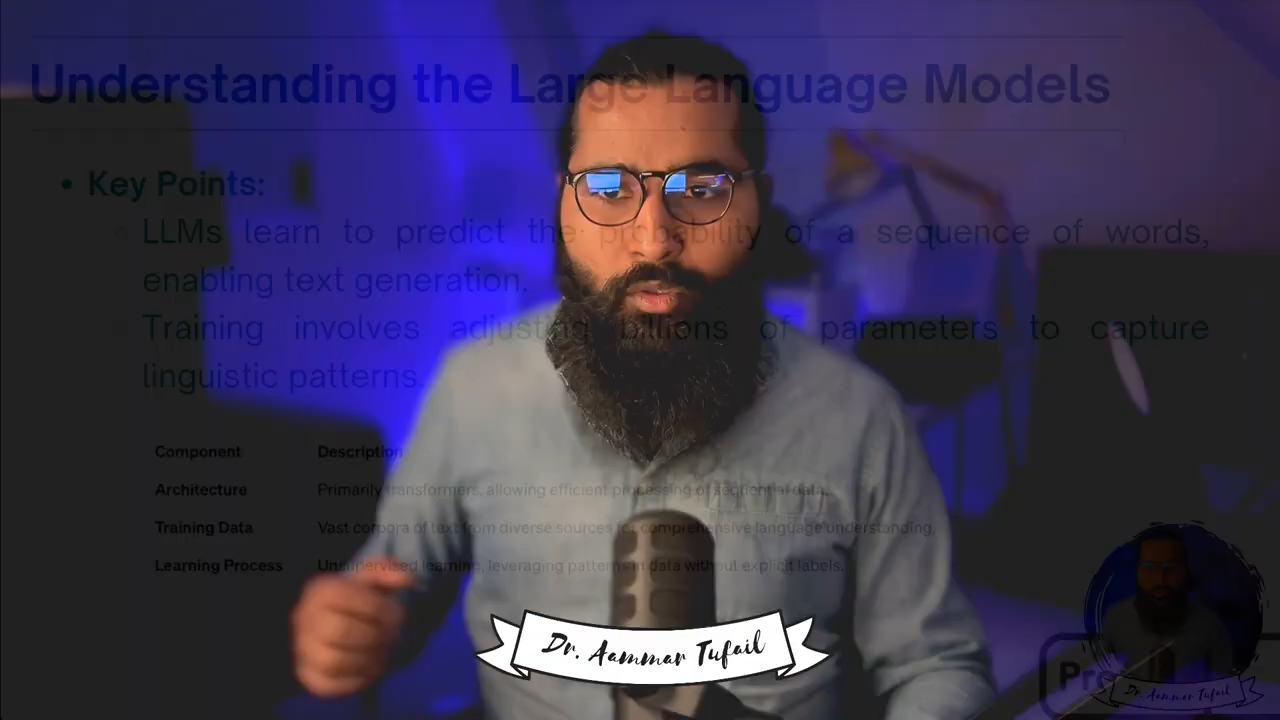 Understanding the Large Language Models
• Key Points:
LLMs learn to predict the probability of a sequence of words,
enabling text generation.
Training involves adjusting billions of parameters to capture
linguistic patterns.
Component Description
Architecture Primarily transformers, allowing efficient processing of sequential data.
Training Data Vast corpora of text from diverse sources for comprehensive language understanding.
Learning Process Unsupervised learning, leveraging patterns in data without explicit labels.
Dr. Aammar Tufail
Dr. Aammar Tufail